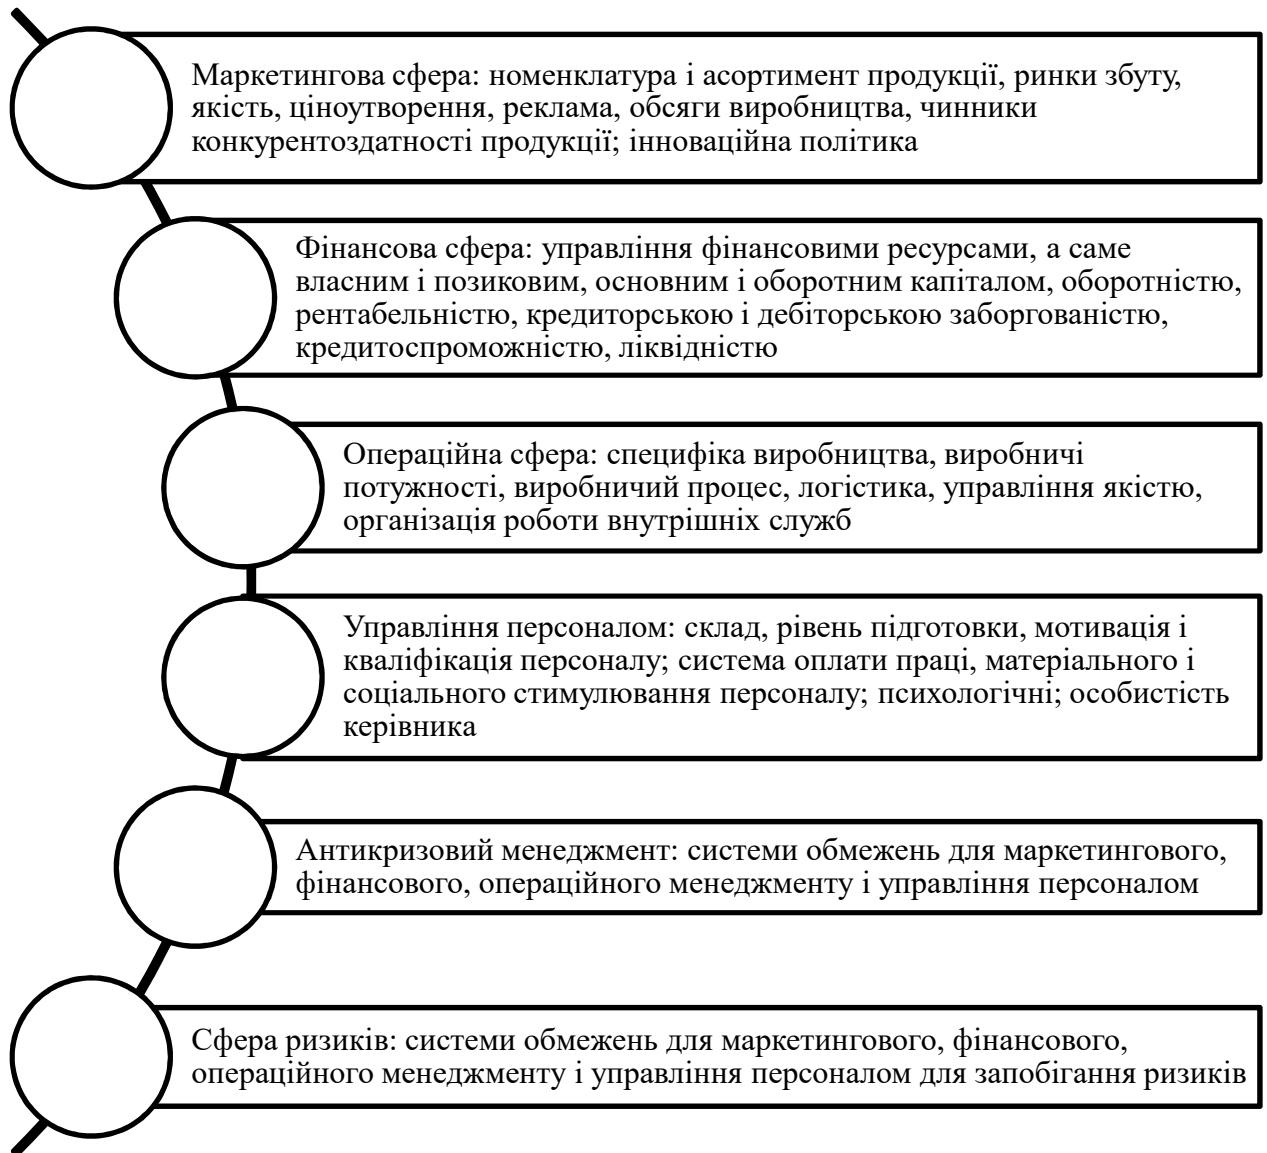 Маркетингова сфера: номенклатура і асортимент продукції, ринки збуту,
якість, ціноутворення, реклама, обсяги виробництва, чинники
конкурентоздатності продукції; інноваційна політика
Фінансова сфера: управління фінансовими ресурсами, а саме
власним і позиковим, основним і оборотним капіталом, оборотністю,
рентабельністю, кредиторською і дебіторською заборгованістю,
кредитоспроможністю, ліквідністю
Операційна сфера: специфіка виробництва, виробничі
потужності, виробничий процес, логістика, управління якістю,
організація роботи внутрішніх служб
Управління персоналом: склад, рівень підготовки, мотивація і
кваліфікація персоналу; система оплати праці, матеріального і
соціального стимулювання персоналу; психологічні; особистість
керівника
Антикризовий менеджмент: системи обмежень для маркетингового,
фінансового, операційного менеджменту і управління персоналом
Сфера ризиків: системи обмежень для маркетингового, фінансового,
операційного менеджменту і управління персоналом для запобігання ризиків